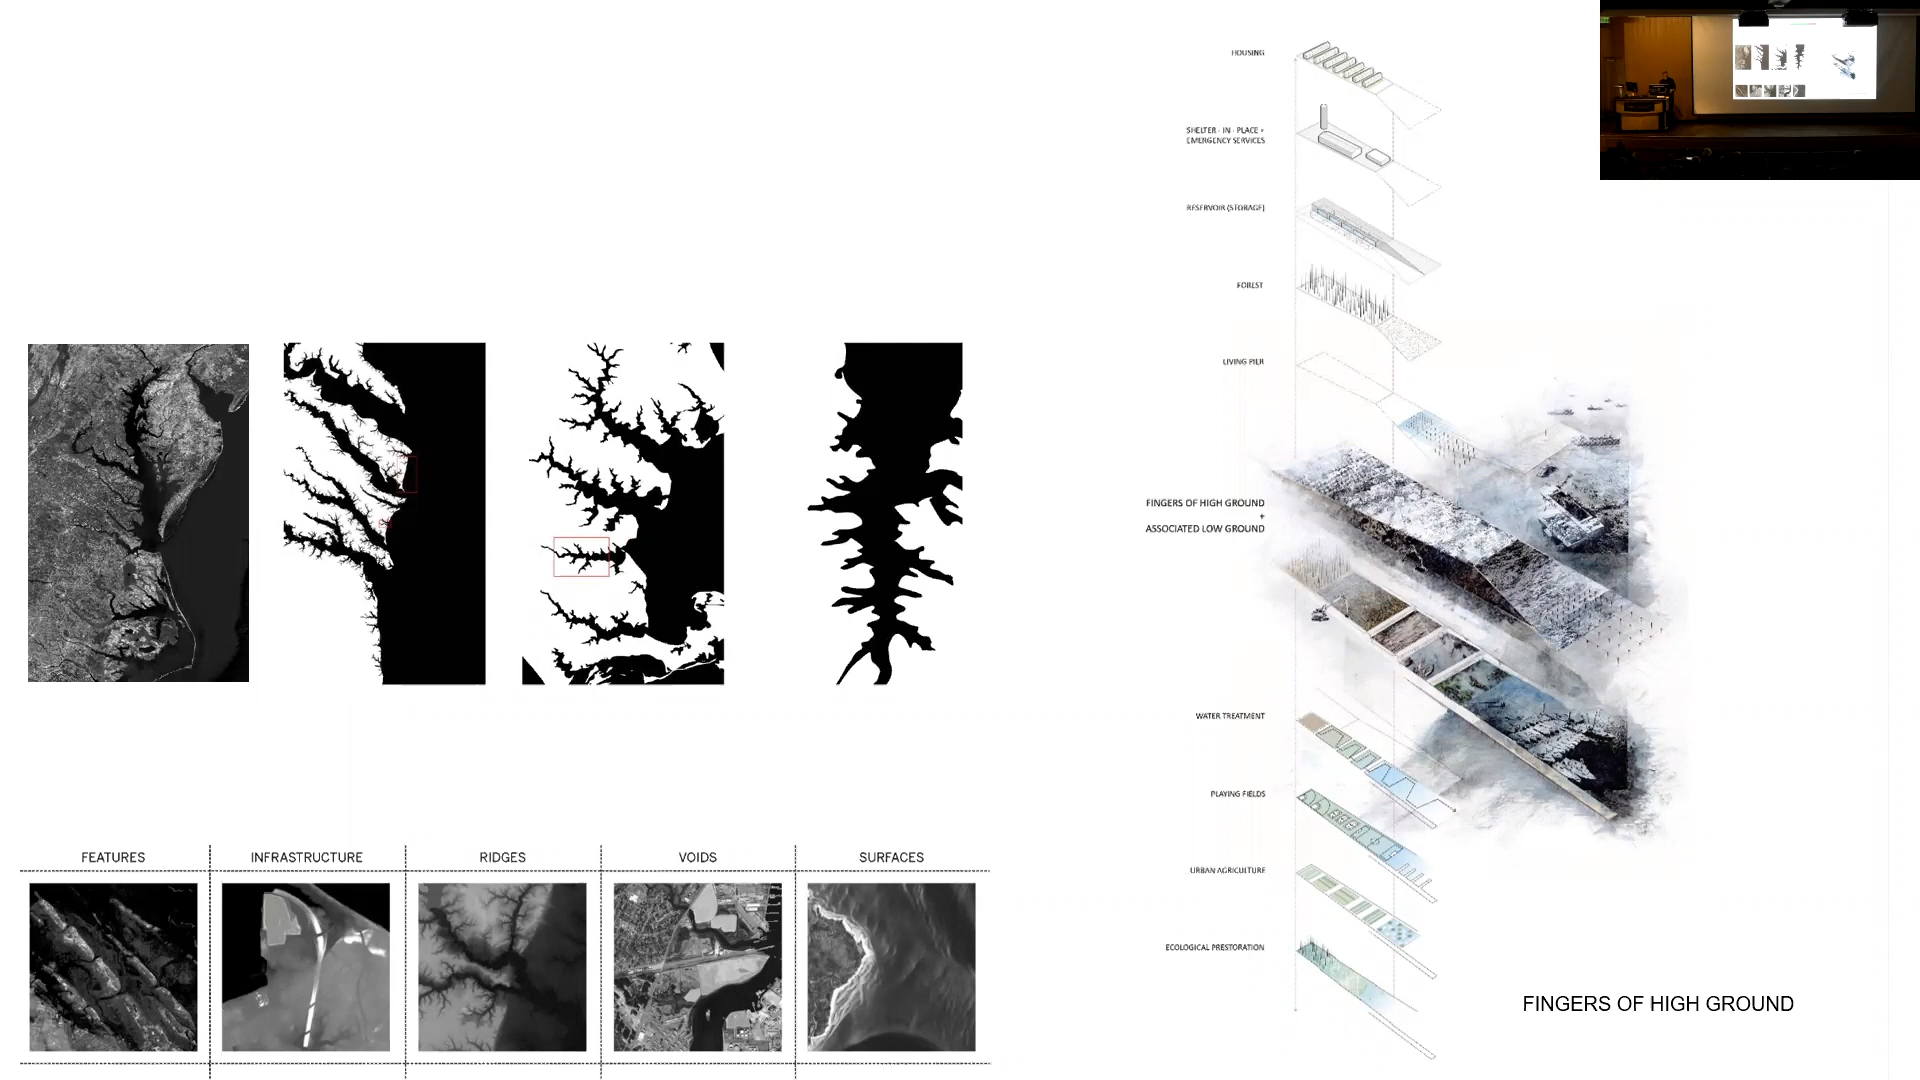 HOUSING
SHELTER - IN - PLACE +
EMERGENCY SERVICES
RESERVOIR (STORAGE)
FOREST
LIVING PIER
FINGERS OF HIGH GROUND
+
ASSOCIATED LOW GROUND
WATER TREATMENT
PLAYING FIELDS
URBAN AGRICULTURE
ECOLOGICAL PRESTORATION
FEATURES
INFRASTRUCTURE
RIDGES
VOIDS
SURFACES
FINGERS OF HIGH GROUND